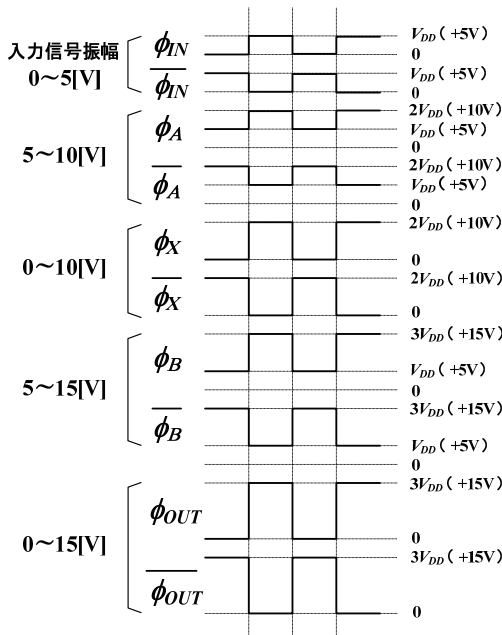 入力信号振幅
0～5[V]
ϕIN
VDD(+5V)
0
ϕIN
VDD(+5V)
0
5～10[V]
ϕA
2VDD(+10V)
VDD(+5V)
0
ϕA
2VDD(+10V)
VDD(+5V)
0
0～10[V]
ϕX
2VDD(+10V)
0
ϕX
2VDD(+10V)
0
5～15[V]
ϕB
3VDD(+15V)
VDD(+5V)
0
ϕB
3VDD(+15V)
VDD(+5V)
0
0～15[V]
ϕOUT
3VDD(+15V)
0
ϕOUT
3VDD(+15V)
0